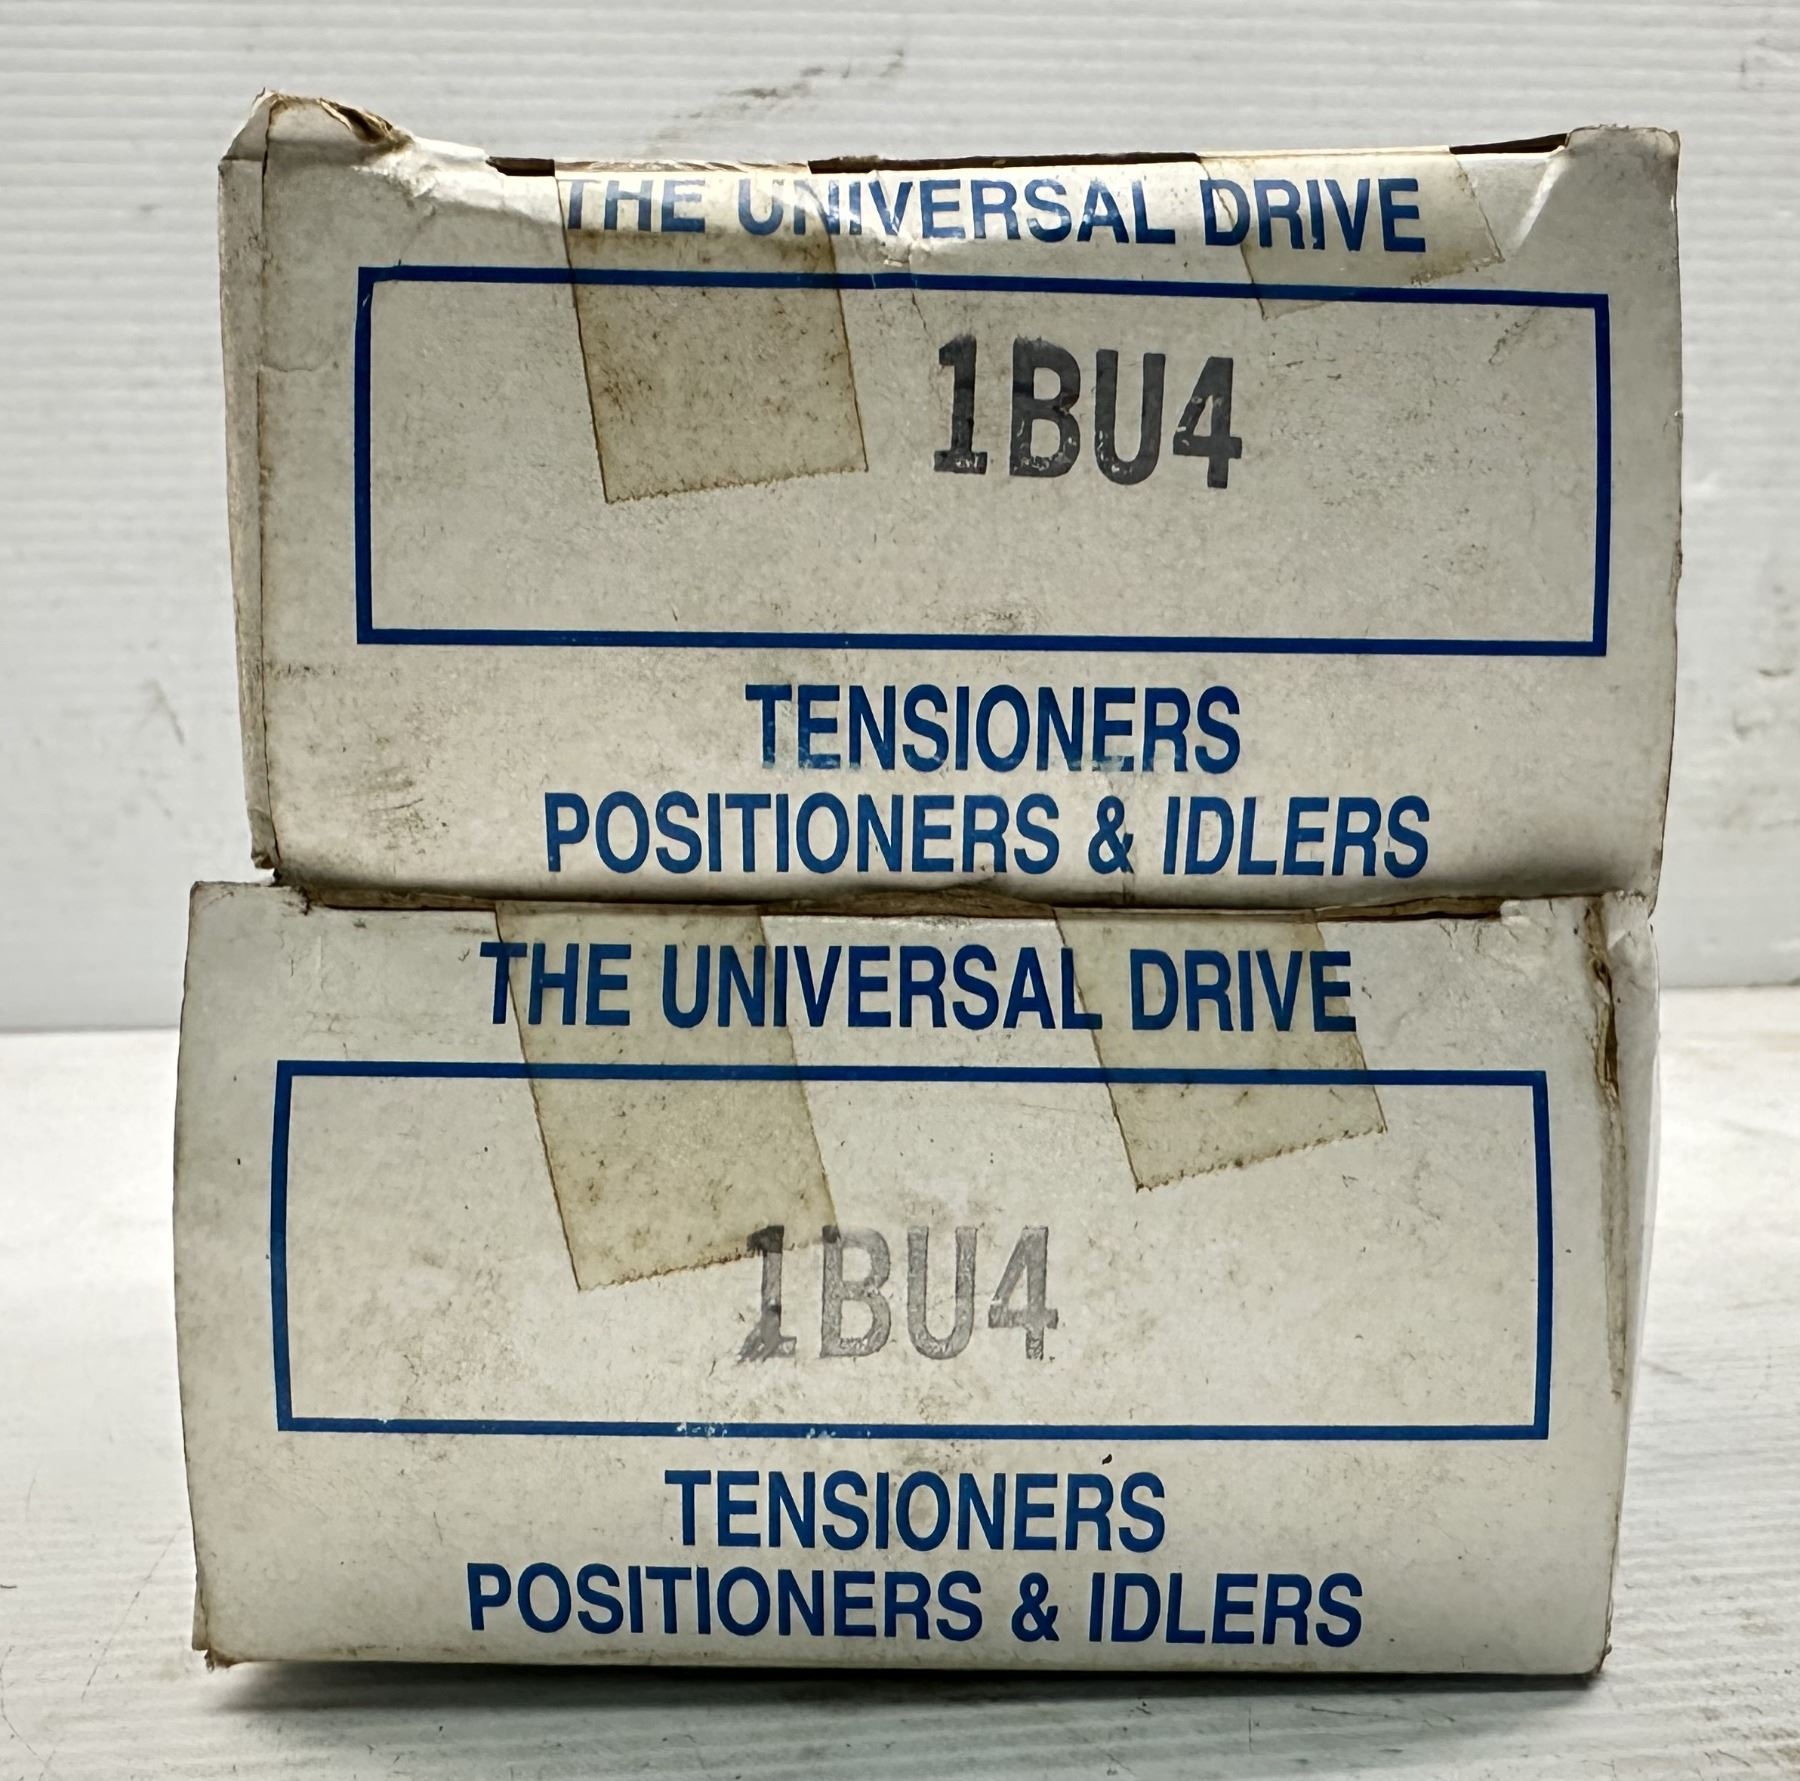 THE UNIVERSAL DRIVE
1BU4
TENSIONERS
POSITIONERS & IDLERS
THE UNIVERSAL DRIVE
1BU4
TENSIONERS
POSITIONERS & IDLERS